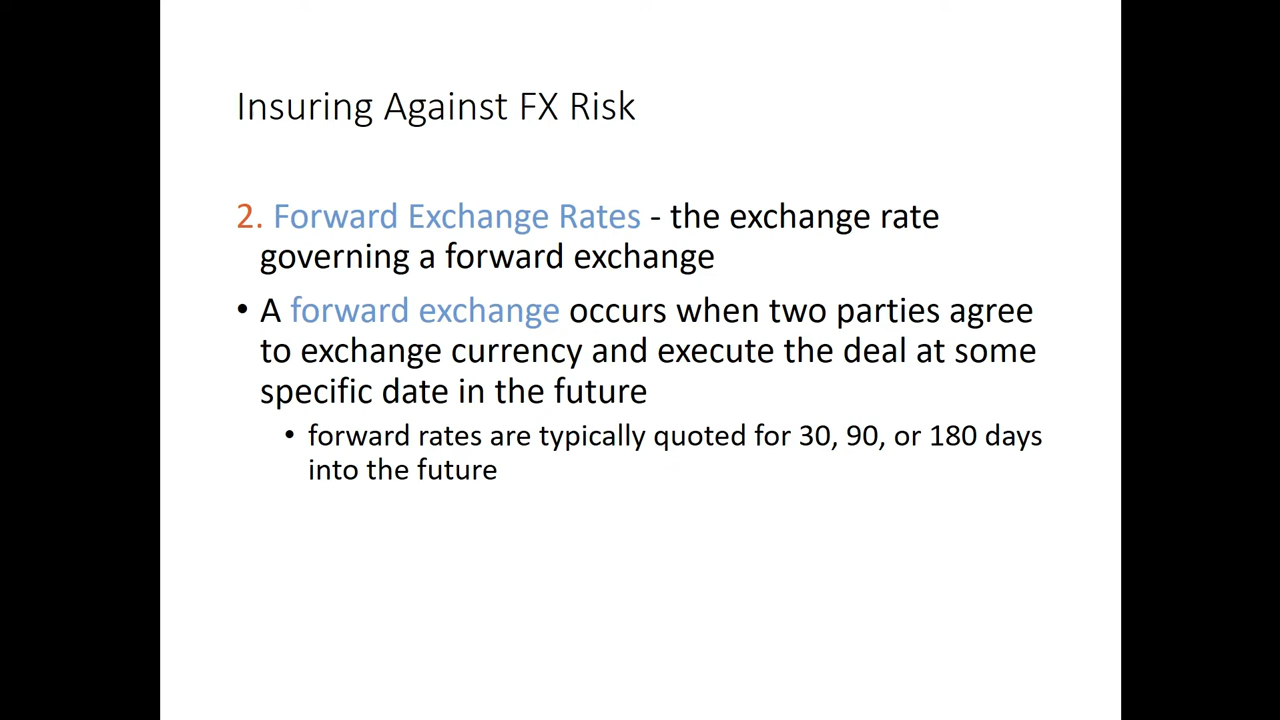 Insuring Against FX Risk
2. Forward Exchange Rates - the exchange rate
governing a forward exchange
• A forward exchange occurs when two parties agree
to exchange currency and execute the deal at some
specific date in the future
• forward rates are typically quoted for 30, 90, or 180 days
into the future